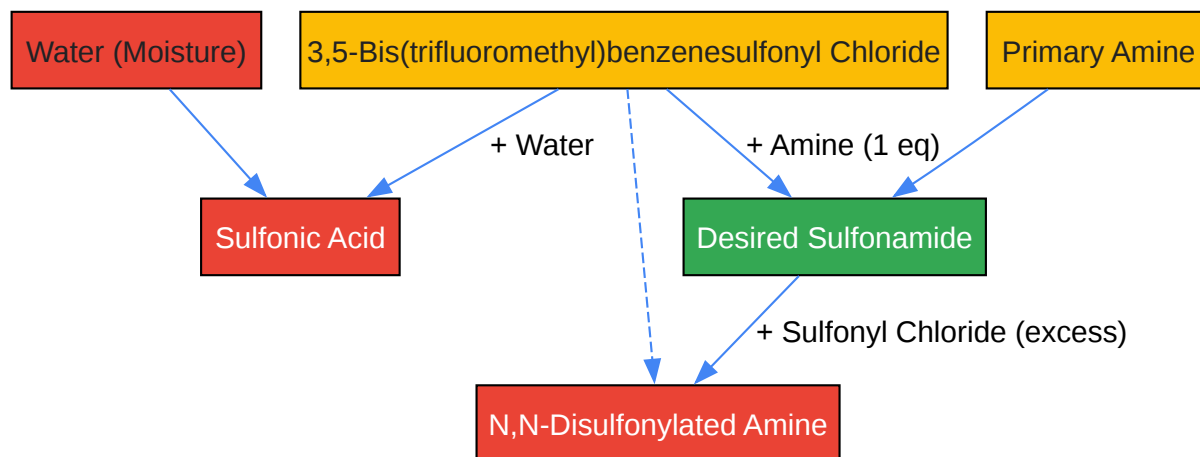 Water (Moisture)
3,5-Bis(trifluoromethyl)benzenesulfonyl Chloride
Primary Amine
+ Water
+ Amine (1 eq)
Sulfonic Acid
Desired Sulfonamide
+ Sulfonyl Chloride (excess)
N,N-Disulfonylated Amine